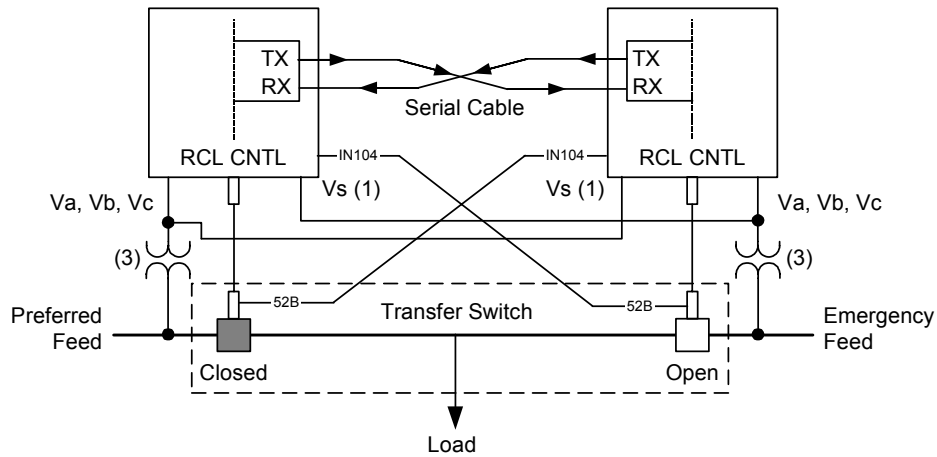 TX
RX
TX
RX
Serial Cable
RCL CNTL
IN104
IN104
RCL CNTL
Vs (1)
Vs (1)
Va, Vb, Vc
Va, Vb, Vc
(3)
(3)
52B
Transfer Switch
52B
Preferred
Feed
Emergency
Feed
Closed
Open
Load